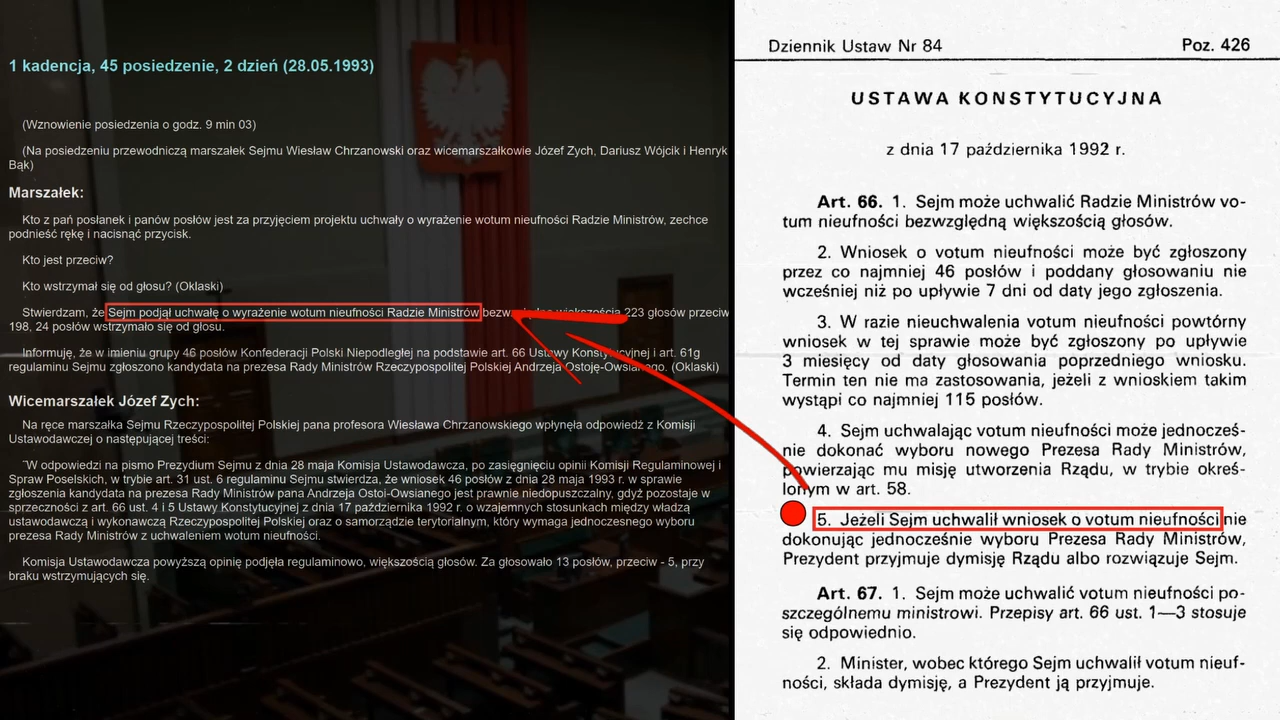 1 kadencja, 45 posiedzenie, 2 dzień (28.05.1993)
(Wznowienie posiedzenia o godz. 9 min 03)
(Na posiedzeniu przewodniczą marszałek Sejmu Wiesław Chrzanowski oraz wicemarszałkowie Józef Zych, Dariusz Wójcik i Henryk
Bąk)
Marszałek:
Kto z pań posłanek i panów posłów jest za przyjęciem projektu uchwały o wyrażenie wotum nieufności Radzie Ministrów, zechce
podnieść rękę i nacisnąć przycisk.
Kto jest przeciw?
Kto wstrzymał się od głosu? (Oklaski)
Stwierdzam, że Sejm podjął uchwałę o wyrażenie wotum nieufności Radzie Ministrów większością 223 głosów przeciw
198, 24 posłów wstrzymało się od głosu.
Informuję, że w imieniu grupy 46 posłów Konfederacji Polski Niepodległej na podstawie art. 66 Ustawy Konstytucyjnej i art. 61g
regulaminu Sejmu zgłoszono kandydata na prezesa Rady Ministrów Rzeczypospolitej Polskiej Andrzeja Ostoję-Owsianego. (Oklaski)
Wicemarszałek Józef Zych:
Na ręce marszałka Sejmu Rzeczypospolitej Polskiej pana profesora Wiesława Chrzanowskiego wpłynęła odpowiedź z Komisji
Ustawodawczej o następującej treści:
"W odpowiedzi na pismo Prezydium Sejmu z dnia 28 maja Komisja Ustawodawcza, po zasięgnięciu opinii Komisji Regulaminowej i
Spraw Poselskich, w trybie art. 31 ust. 6 regulaminu Sejmu stwierdza, że wniosek 46 posłów z dnia 28 maja 1993 r. w sprawie
zgłoszenia kandydata na prezesa Rady Ministrów pana Andrzeja Ostoi-Owsianego jest prawnie niedopuszczalny, gdyż pozostaje w
sprzeczności z art. 66 ust. 4 i 5 Ustawy Konstytucyjnej z dnia 17 października 1992 r. o wzajemnych stosunkach między władzą
ustawodawczą i wykonawczą Rzeczypospolitej Polskiej oraz o samorządzie terytorialnym, który wymaga jednoczesnego wyboru
prezesa Rady Ministrów z uchwaleniem wotum nieufności.
Komisja Ustawodawcza powyższą opinię podjęła regulaminowo, większością głosów. Za głosowało 13 posłów, przeciw - 5, przy
braku wstrzymujących się.
Dziennik Ustaw Nr 84
Poz. 426
USTAWA KONSTYTUCYJNA
z dnia 17 października 1992 r.
Art. 66. 1. Sejm może uchwalić Radzie Ministrów vo-
tum nieufności bezwzględną większością głosów.
2. Wniosek o votum nieufności może być zgłoszony
przez co najmniej 46 posłów i poddany głosowaniu nie
wcześniej niż po upływie 7 dni od daty jego zgłoszenia.
3. W razie nieuchwalenia votum nieufności powtórny
wniosek w tej sprawie może być zgłoszony po upływie
3 miesięcy od daty głosowania poprzedniego wniosku.
Termin ten nie ma zastosowania, jeżeli z wnioskiem takim
wystąpi co najmniej 115 posłów.
4. Sejm uchwalając votum nieufności może jednocześ-
nie dokonać wyboru nowego Prezesa Rady Ministrów,
powierzając mu misję utworzenia Rządu, w trybie okreś-
lonym w art. 58.
5. Jeżeli Sejm uchwalił wniosek o votum nieufności nie
dokonując jednocześnie wyboru Prezesa Rady Ministrów,
Prezydent przyjmuje dymisję Rządu albo rozwiązuje Sejm.
Art. 67. 1. Sejm może uchwalić votum nieufności po-
szczególnemu ministrowi. Przepisy art. 66 ust. 1—3 stosuje
się odpowiednio.
2. Minister, wobec którego Sejm uchwalił votum nieuf-
ności, składa dymisję, a Prezydent ją przyjmuje.